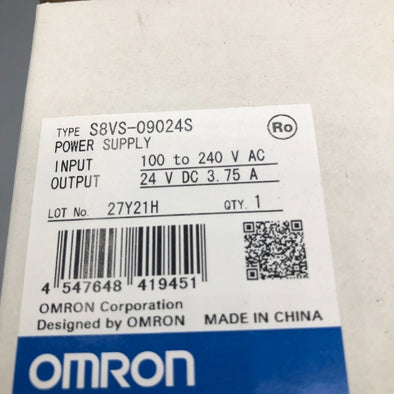 TYPE S8VS-09024S
Ro
POWER SUPPLY
INPUT 100 to 240 V AC
OUTPUT 24 V DC 3.75 A
LOT No. 27Y21H QTY. 1
4 547648 419451
OMRON Corporation
Designed by OMRON MADE IN CHINA
OMRON